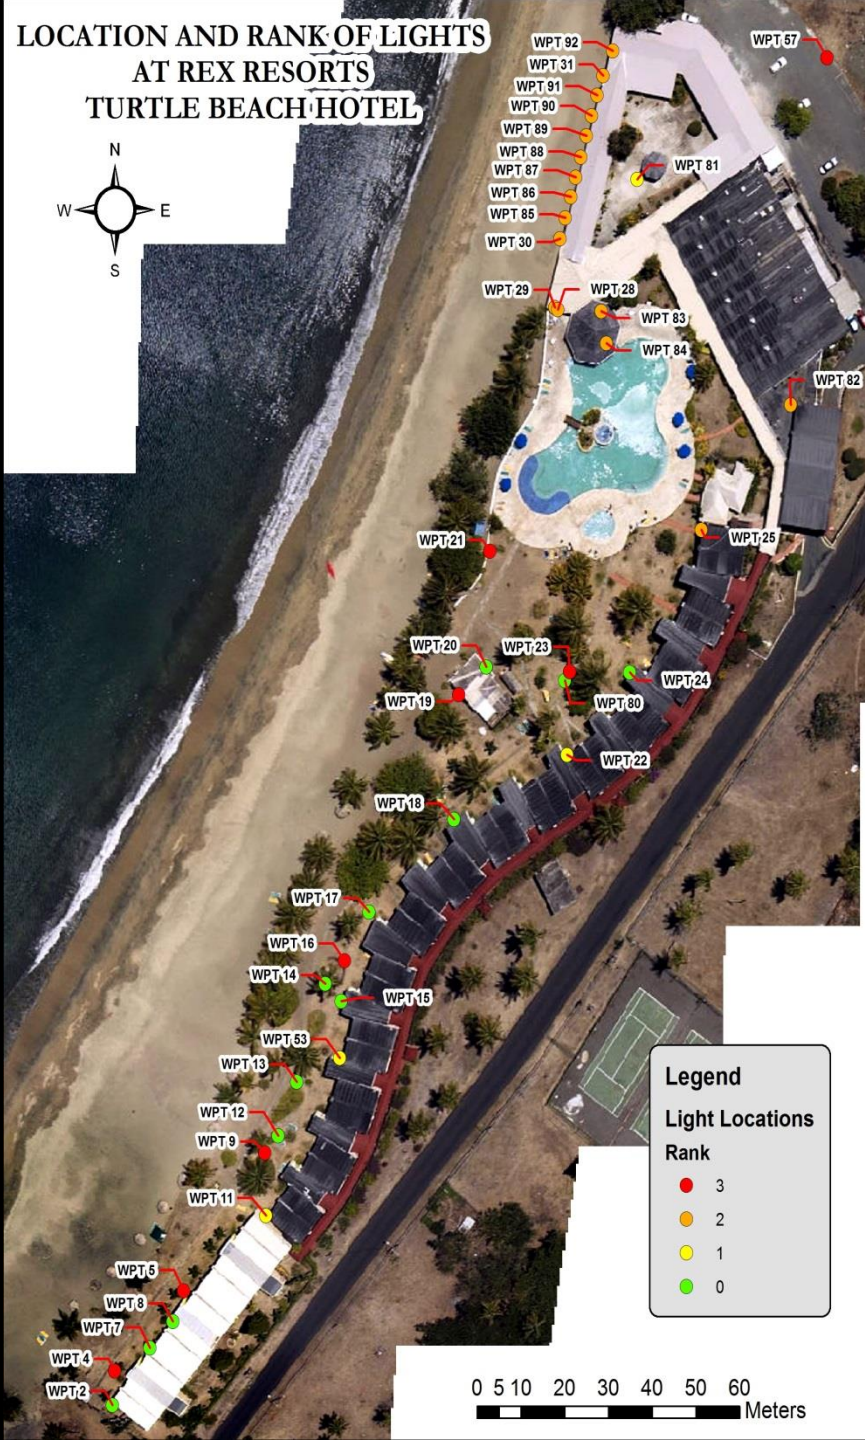 LOCATION AND RANK OF LIGHTS
AT REX RESORTS
TURTLE BEACH HOTEL
N
W E
S
WPT 92
WPT 57
WPT 31
WPT 91
WPT 90
WPT 89
WPT 88
WPT 81
WPT 87
WPT 86
WPT 85
WPT 30
WPT 29
WPT 28
WPT 83
WPT 84
WPT 82
WPT 25
WPT 21
WPT 20
WPT 23
WPT 24
WPT 19
WPT 80
WPT 22
WPT 18
WPT 17
WPT 16
WPT 14
WPT 15
WPT 53
WPT 13
WPT 12
WPT 9
WPT 11
WPT 5
WPT 8
WPT 7
WPT 4
WPT 2
Legend
Light Locations
Rank
3
2
1
0
0 5 10 20 30 40 50 60
Meters